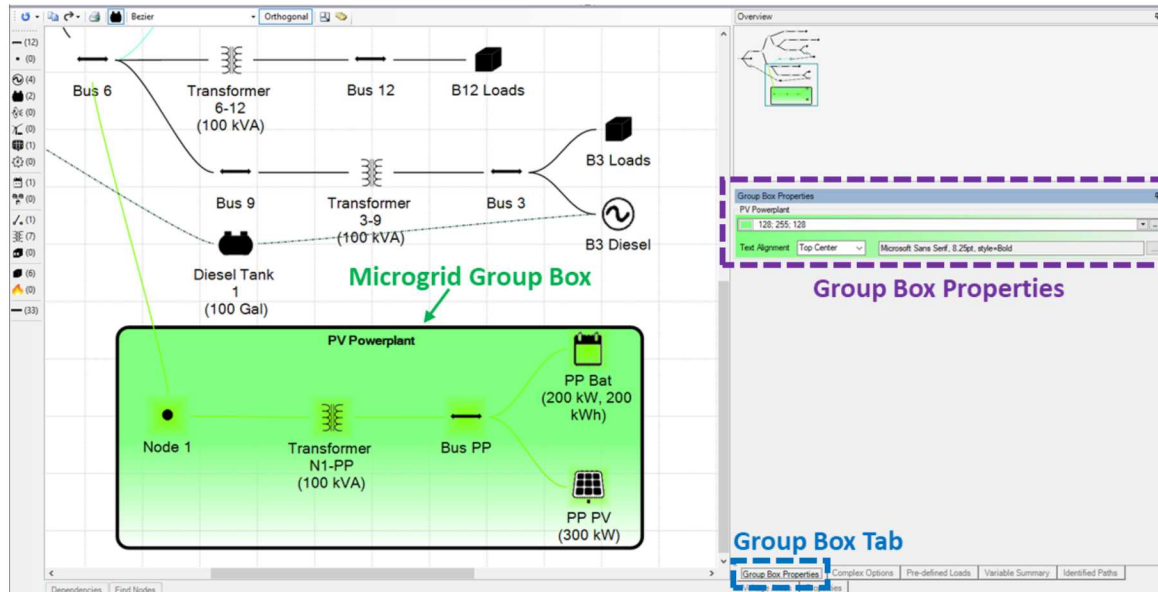 Bezier
Orthogonal
Overview
(12)
(0)
(4)
(2)
(0)
(0)
(1)
(0)
(1)
(0)
(1)
(7)
(0)
(6)
(0)
(33)
Bus 6
Transformer
6-12
(100 kVA)
Bus 12
B12 Loads
B3 Loads
Bus 9
Transformer
3-9
(100 kVA)
Bus 3
B3 Diesel
Diesel Tank
1
(100 Gal)
Microgrid Group Box
PV Powerplant
PP Bat
(200 kW, 200
kWh)
Node 1
Transformer
N1-PP
(100 kVA)
Bus PP
PP PV
(300 kW)
Group Box Properties
PV Powerplant
128, 255, 128
Text Alignment Top Center Microsoft Sans Serif, 8.25pt, style=Bold
Group Box Properties
Group Box Tab
Group Box Properties Complex Options Pre-defined Loads Variable Summary Identified Paths
Dependencies Find Nodes